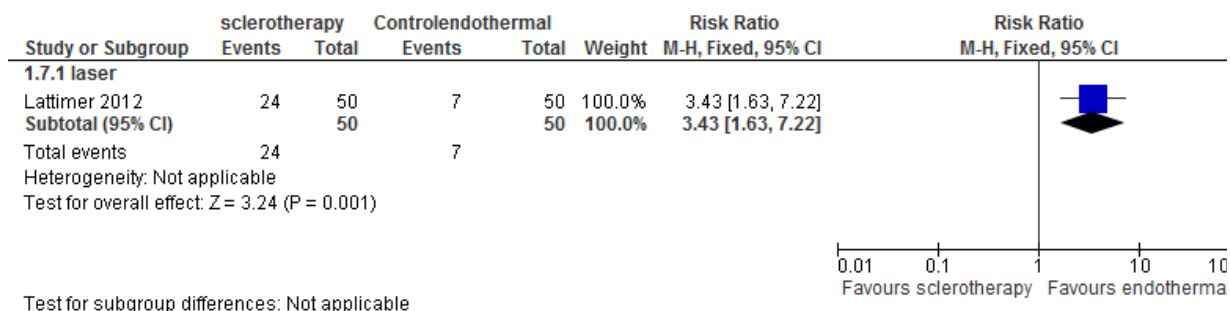 sclerotherapy Controlendothermal Risk Ratio Risk Ratio
Study or Subgroup Events Total Events Total Weight M-H, Fixed, 95% CI M-H, Fixed, 95% CI
1.7.1 laser
Lattimer 2012 24 50 7 50 100.0% 3.43 [1.63, 7.22]
Subtotal (95% CI) 50 50 100.0% 3.43 [1.63, 7.22]
Total events 24 7
Heterogeneity: Not applicable
Test for overall effect: Z = 3.24 (P = 0.001)
0.01 0.1 1 10 10
Favours sclerotherapy Favours endotherma
Test for subgroup differences: Not applicable